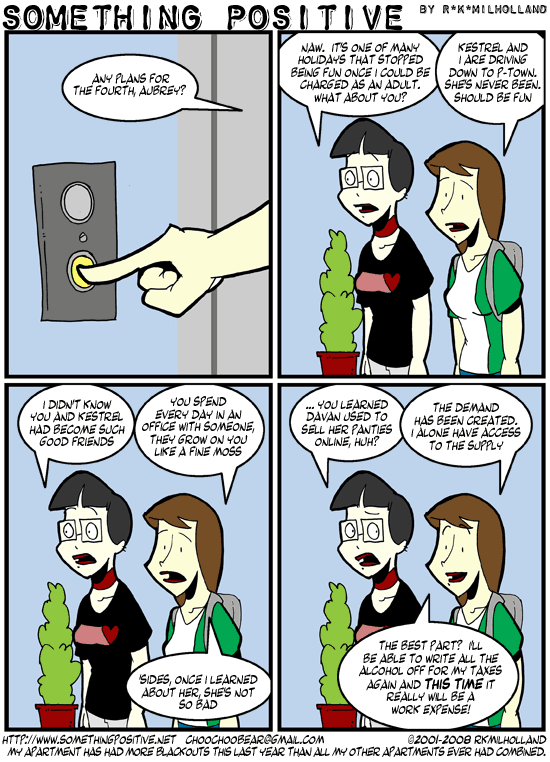 SOMETHING POSITIVE BY R*K*MILHOLLAND
ANY PLANS FOR
THE FOURTH, AUBREY?
NAW. IT'S ONE OF MANY
HOLIDAYS THAT STOPPED
BEING FUN ONCE I COULD BE
CHARGED AS AN ADULT.
WHAT ABOUT YOU?
KESTREL AND
I ARE DRIVING
DOWN TO P-TOWN.
SHE'S NEVER BEEN.
SHOULD BE FUN
I DIDN'T KNOW
YOU AND KESTREL
HAD BECOME SUCH
GOOD FRIENDS
YOU SPEND
EVERY DAY IN AN
OFFICE WITH SOMEONE,
THEY GROW ON YOU
LIKE A FINE MOSS
SIDES, ONCE I LEARNED
ABOUT HER, SHE'S NOT
SO BAD
... YOU LEARNED
DAVAN USED TO
SELL HER PANTIES
ONLINE, HUH?
THE DEMAND
HAS BEEN CREATED.
I ALONE HAVE ACCESS
TO THE SUPPLY
THE BEST PART? I'LL
BE ABLE TO WRITE ALL THE
ALCOHOL OFF FOR MY TAXES
AGAIN AND THIS TIME IT
REALLY WILL BE A
WORK EXPENSE!
HTTP://WWW.SOMETHINGPOSITIVE.NET CHOOCHOOBEAR@GMAIL.COM ©2001-2008 RKMILHOLLAND
MY APARTMENT HAS HAD MORE BLACKOUTS THIS LAST YEAR THAN ALL MY OTHER APARTMENTS EVER HAD COMBINED.